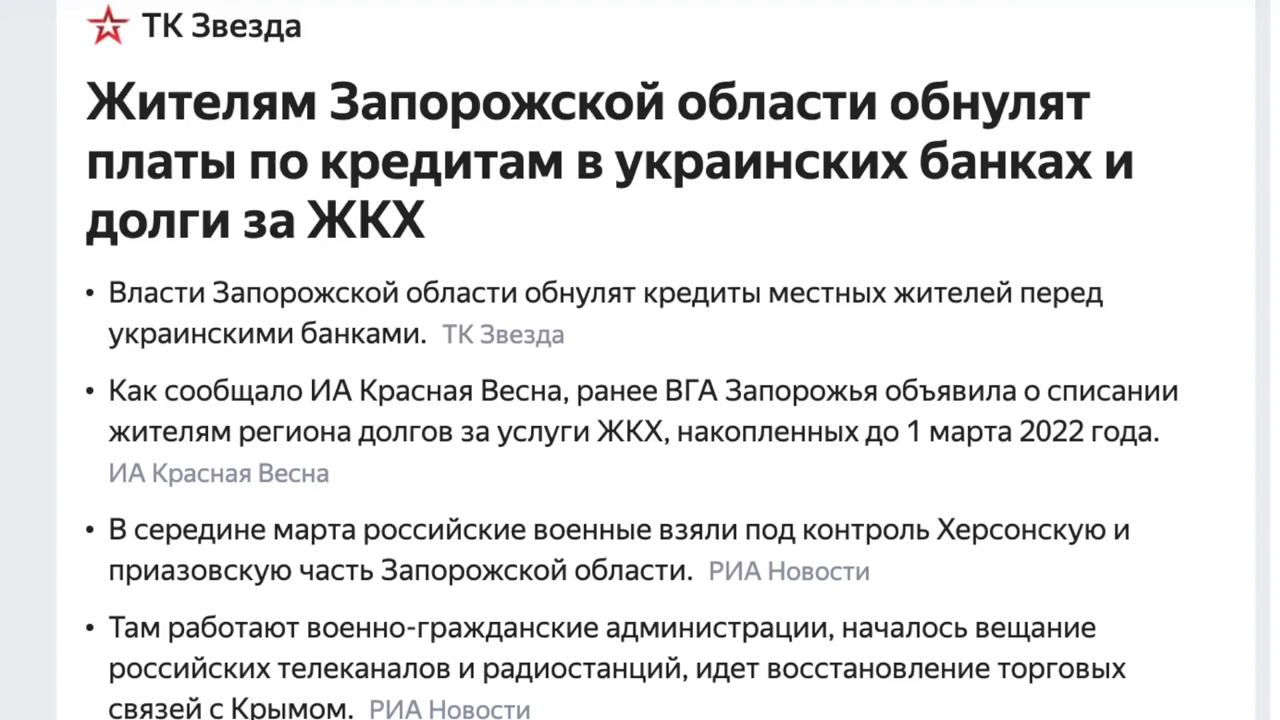 ТК Звезда
Жителям Запорожской области обнулят
платы по кредитам в украинских банках и
долги за ЖКХ
• Власти Запорожской области обнулят кредиты местных жителей перед
украинскими банками. ТК Звезда
• Как сообщало ИА Красная Весна, ранее ВГА Запорожья объявила о списании
жителям региона долгов за услуги ЖКХ, накопленных до 1 марта 2022 года.
ИА Красная Весна
• В середине марта российские военные взяли под контроль Херсонскую и
приазовскую часть Запорожской области. РИА Новости
• Там работают военно-гражданские администрации, началось вещание
российских телеканалов и радиостанций, идет восстановление торговых
связей с Крымом. РИА Новости